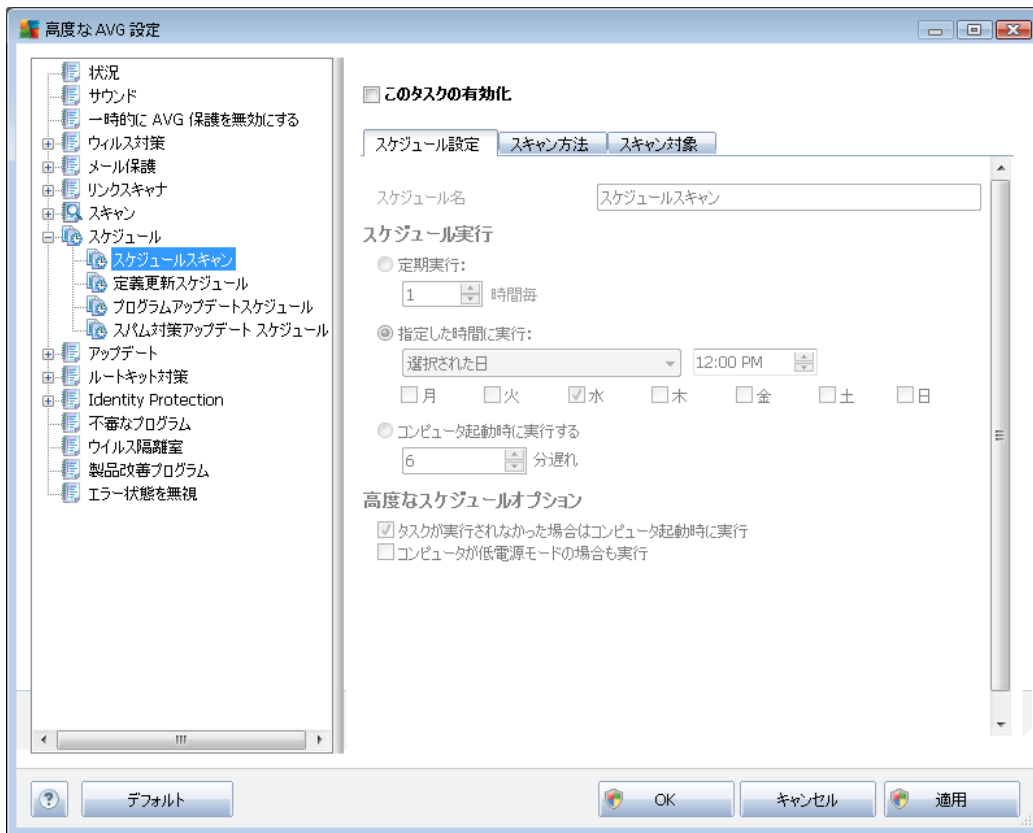 高度な AVG 設定
状況
サウンド
一時的に AVG 保護を無効にする
ウィルス対策
メール保護
リンクスキャナ
スキャン
スケジュール
スケジュールスキャン
定義更新スケジュール
プログラムアップデートスケジュール
スパム対策アップデート スケジュール
アップデート
ルートキット対策
Identity Protection
不審なプログラム
ウイルス隔離室
製品改善プログラム
エラー状態を無視
このタスクの有効化
スケジュール設定 スキャン方法 スキャン対象
スケジュール名 スケジュールスキャン
スケジュール実行
定期実行:
1 時間毎
指定した時間に実行:
選択された日 12:00 PM
月 火 水 木 金 土 日
コンピュータ起動時に実行する
6 分遅れ
高度なスケジュールオプション
タスクが実行されなかった場合はコンピュータ起動時に実行
コンピュータが低電源モードの場合も実行
? デフォルト OK キャンセル 適用